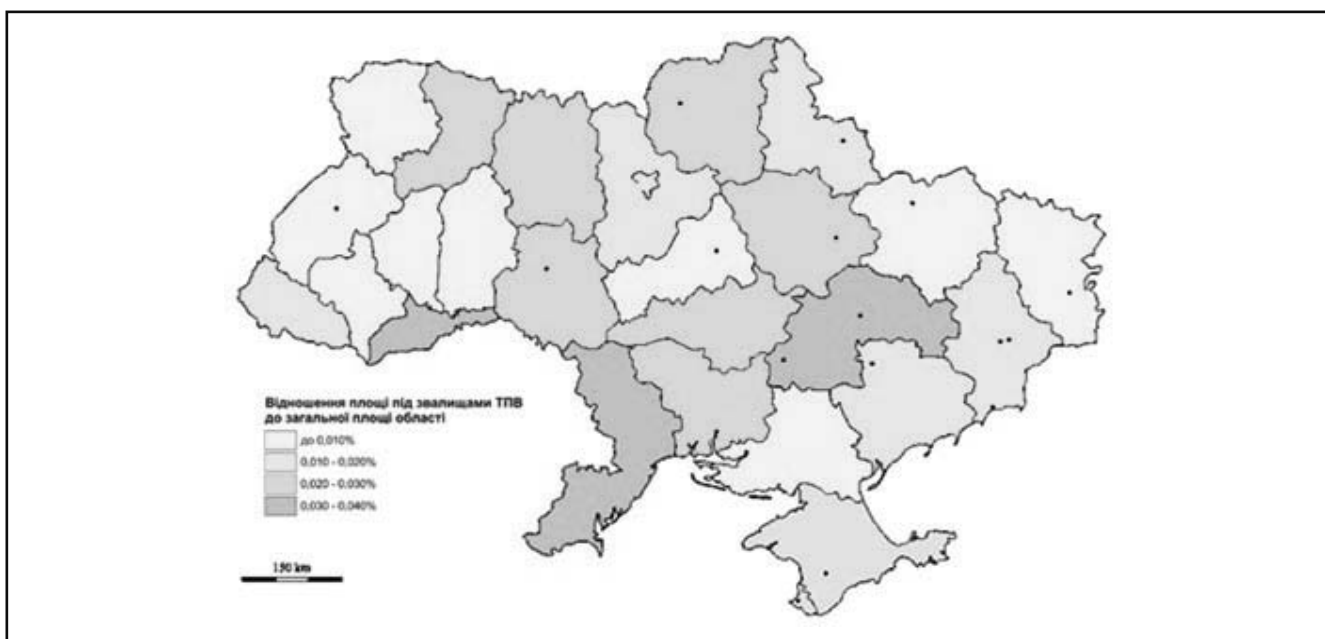 Відношення площі під звалищами ТПВ
до загальної площі області
до 0,010%
0,010 - 0,020%
0,020 - 0,030%
0,030 - 0,040%
150 km